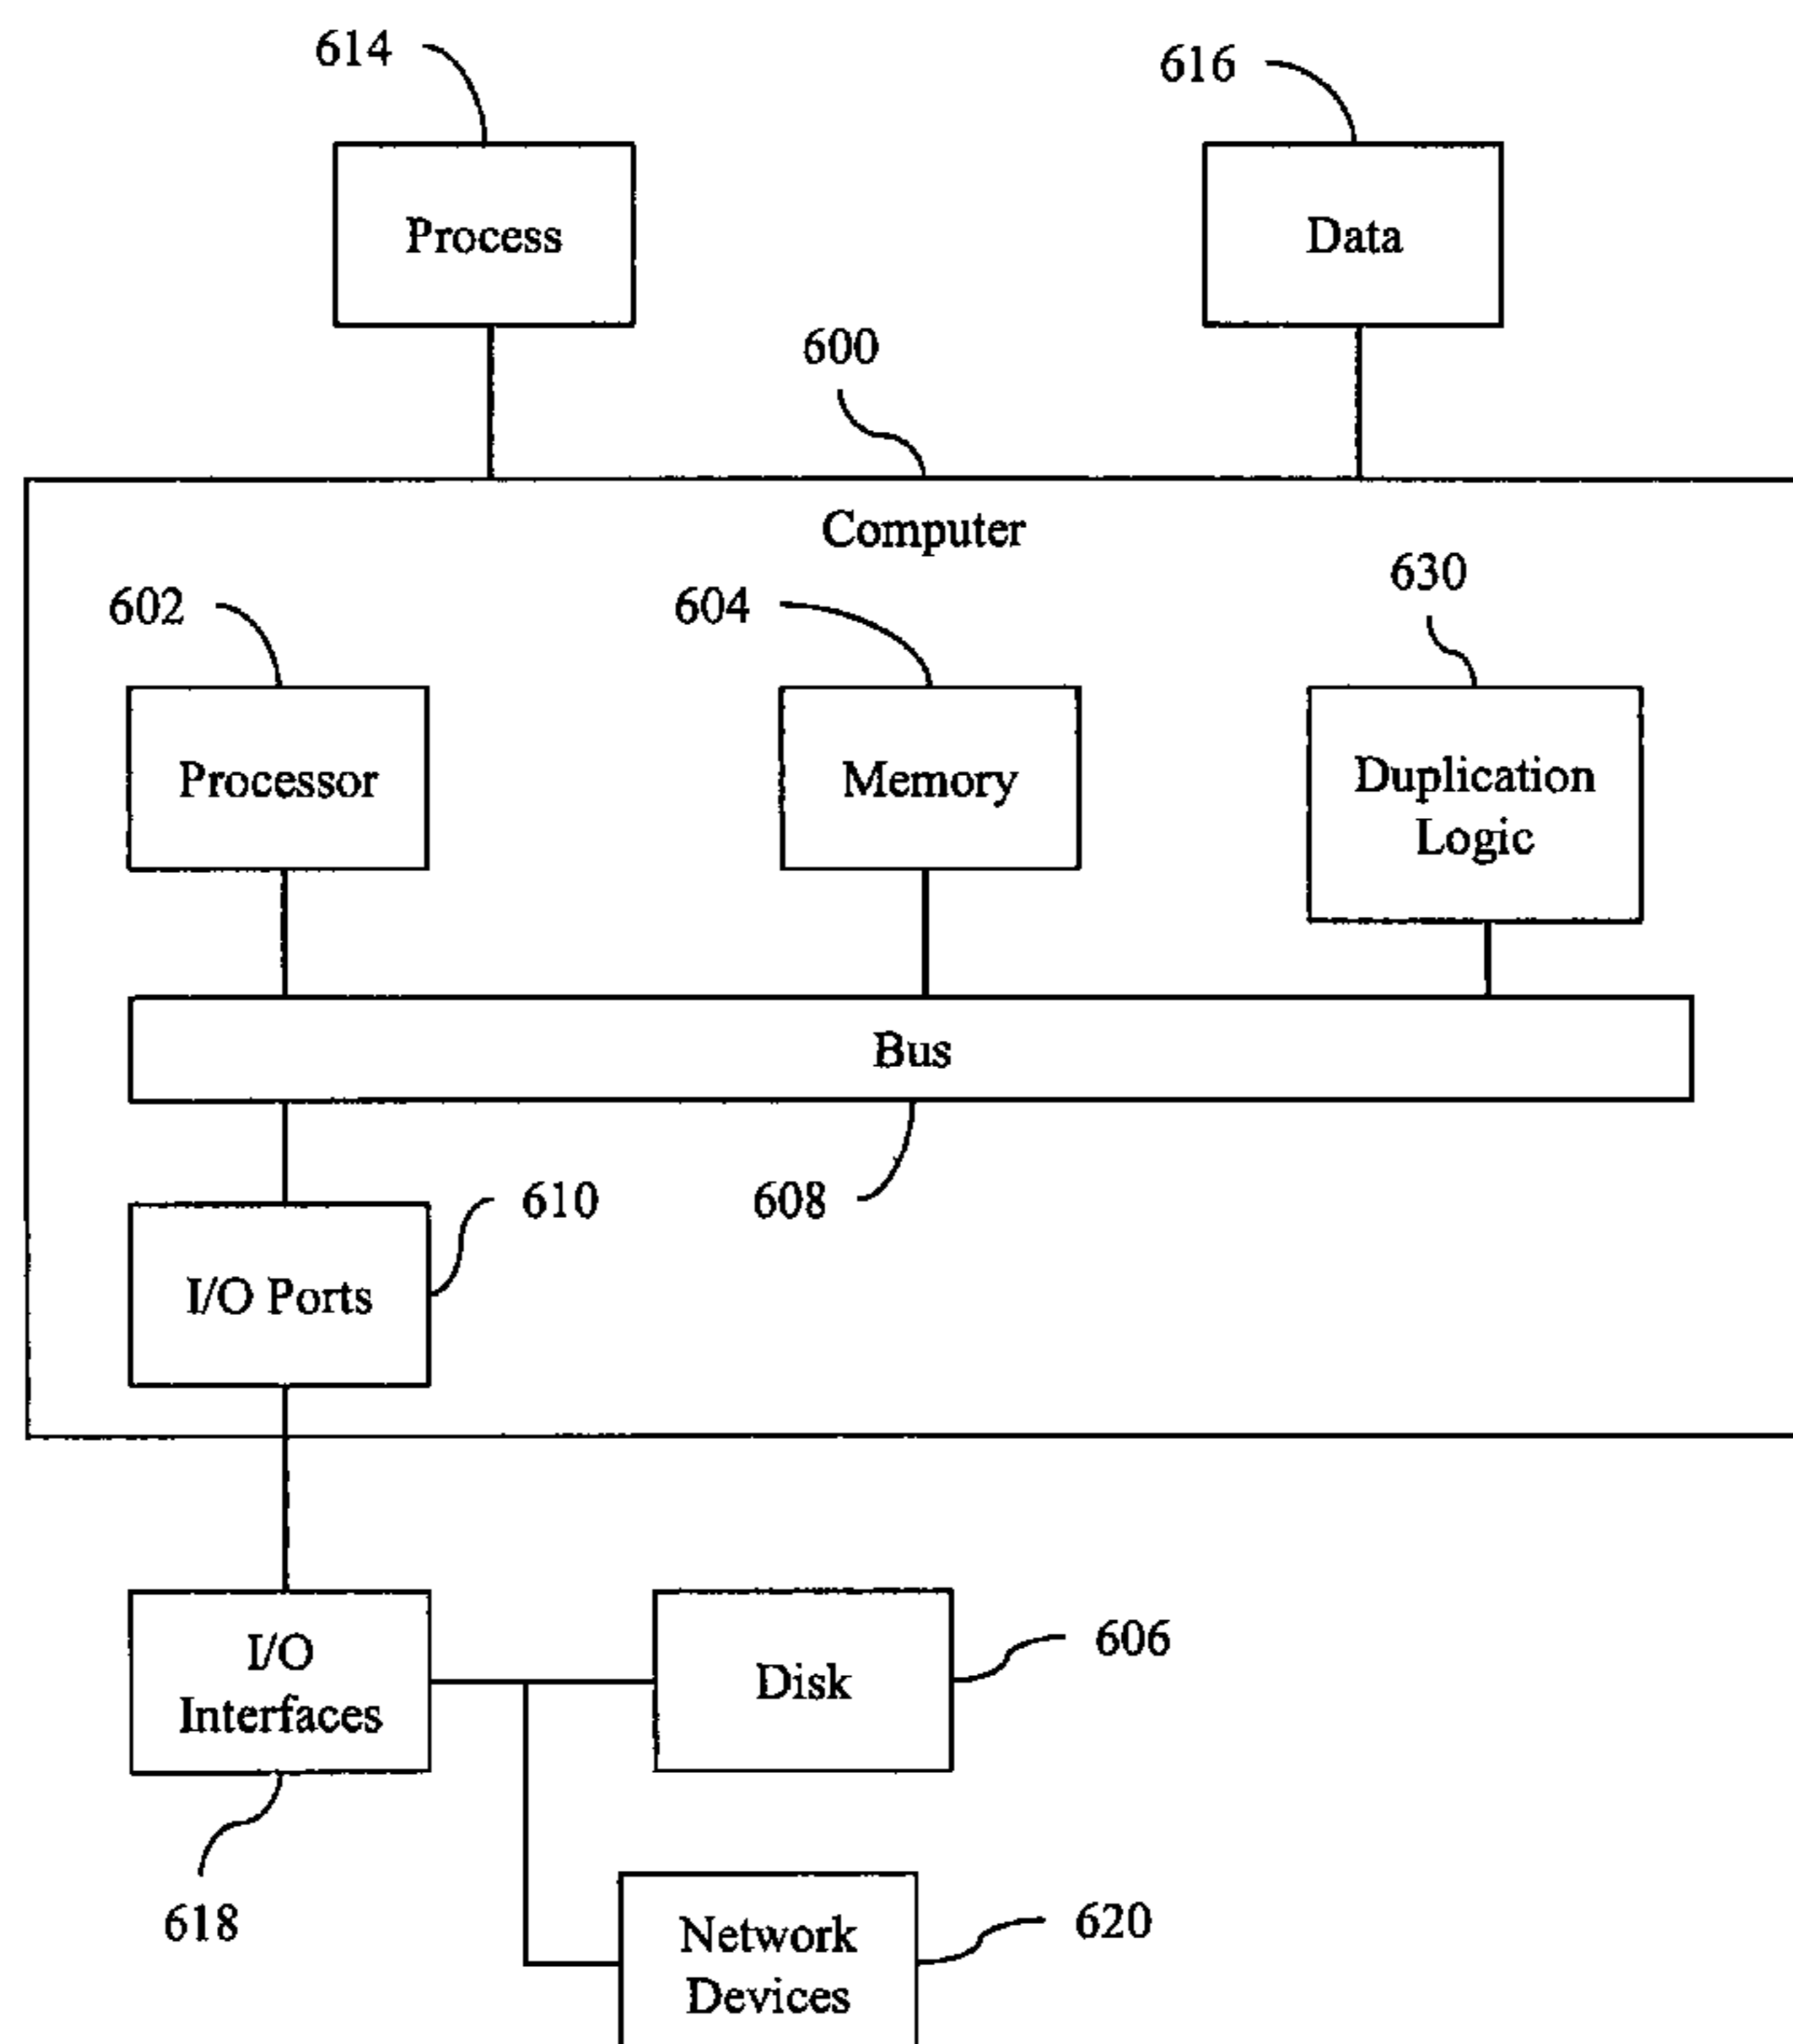 614
616
Process
Data
600
Computer
602
604
630
Processor
Memory
Duplication
Logic
Bus
610
608
I/O Ports
I/O
Interfaces
Disk
606
618
Network
Devices
620